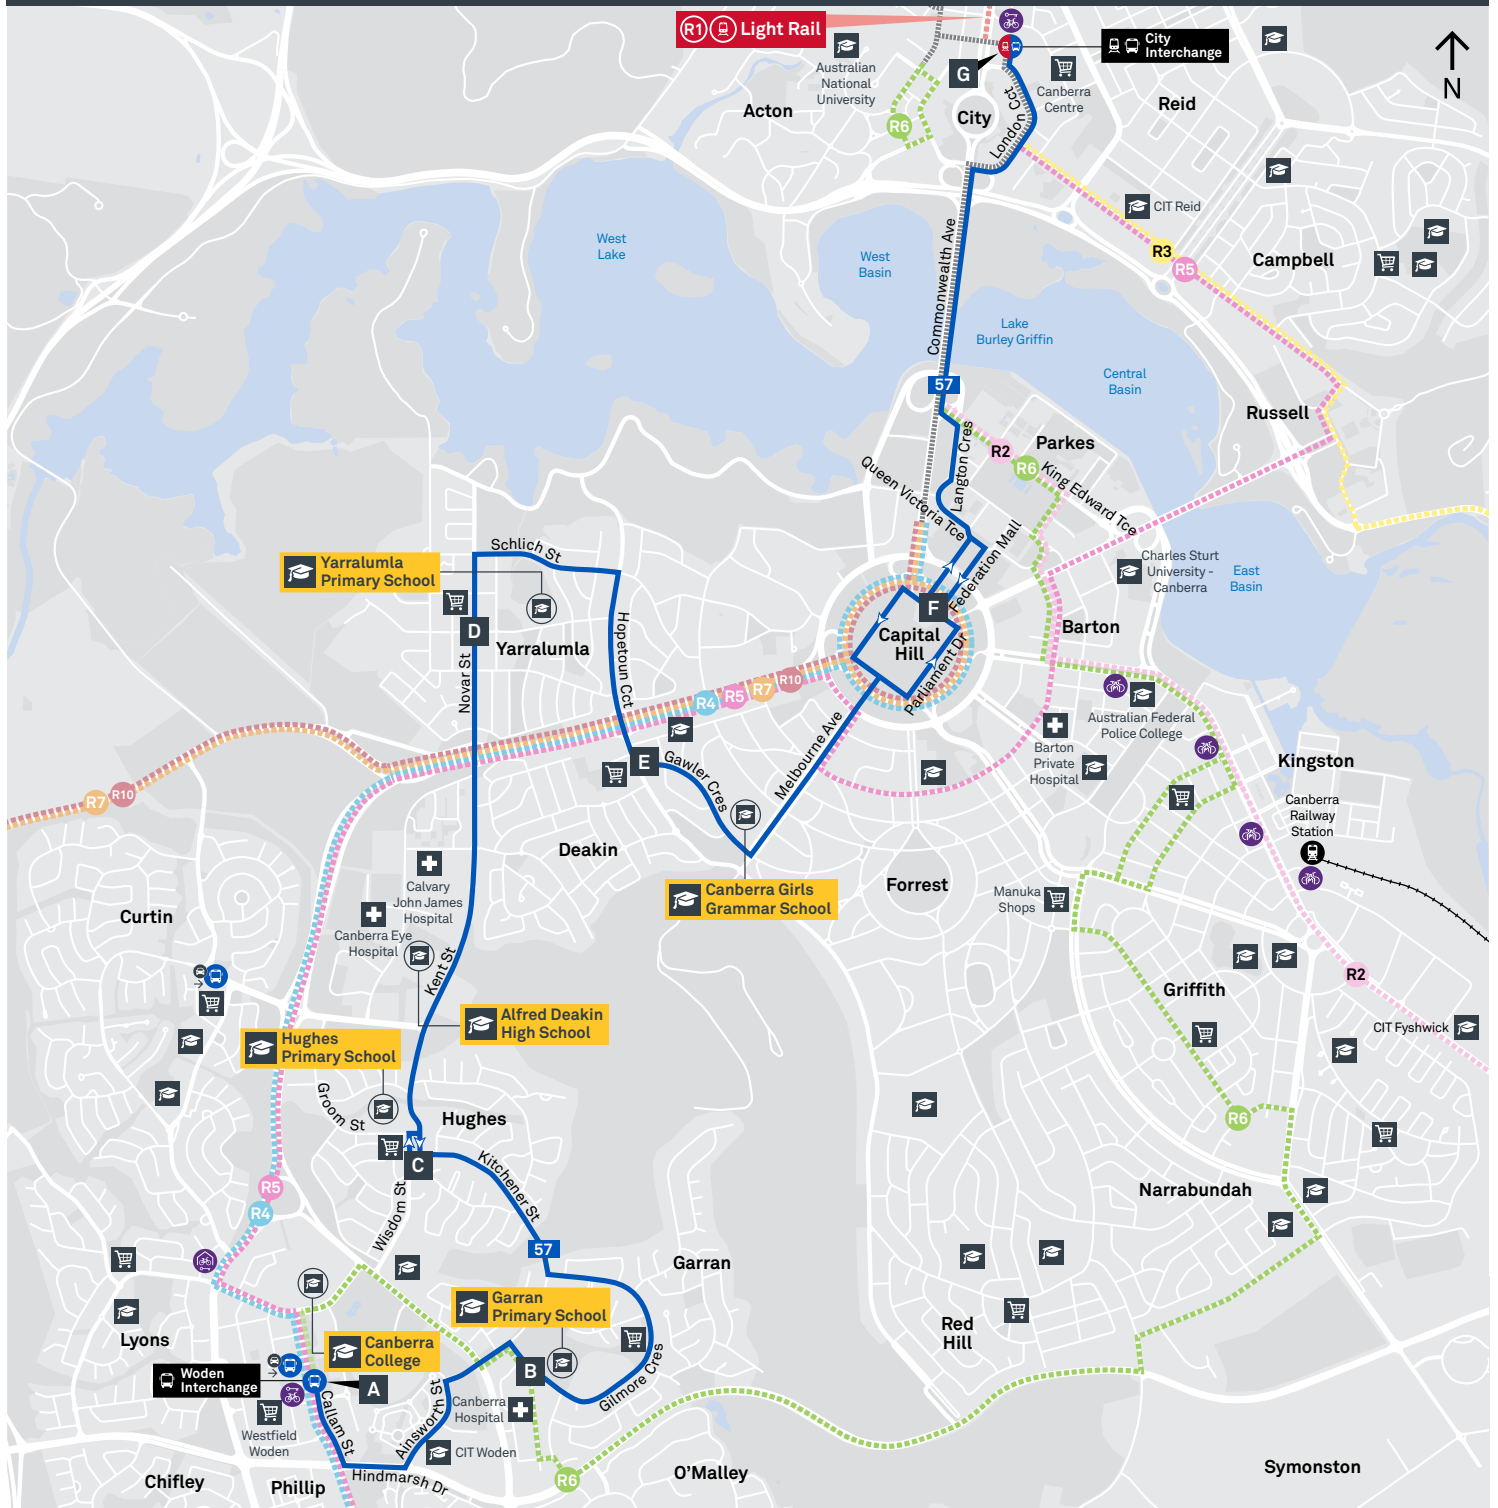 R1 Light Rail
City
Interchange
N
G
Australian
National
University
Canberra
Centre
Reid
Acton
City
London Cct
R6
CIT Reid
Commonwealth Ave
West
Lake
West
Basin
R3
R5
Campbell
Lake
Burley Griffin
Central
Basin
57
Russell
Langton Cres
R2
Parkes
R6
King Edward Tce
Queen Victoria Tce
Federation Mall
Schlich St
Yarralumla
Primary School
Charles Sturt
University -
Canberra
East
Basin
F
D
Yarralumla
Hopetoun Cct
Capital
Hill
Barton
Parliament Dr
Novar St
R4
R5
R7
R10
Australian Federal
Police College
Barton
Private
Hospital
E
Gawler Cres
Melbourne Ave
Kingston
R7
R10
Canberra
Railway
Station
Deakin
Canberra Girls
Grammar School
Forrest
Manuka
Shops
Calvary
John James
Hospital
Curtin
Canberra Eye
Hospital
Kent St
R2
Griffith
Alfred Deakin
High School
CIT Fyshwick
Hughes
Primary School
Groom St
Hughes
R6
C
Kitchener St
R5
Narrabundah
R4
Wisdom St
57
Garran
Garran
Primary School
Red
Hill
Lyons
Canberra
College
Woden
Interchange
A
B
Gilmore Cres
Callam St
Ainsworth St
Canberra
Hospital
Westfield
Woden
CIT Woden
Hindmarsh Dr
Chifley
Phillip
R6
O'Malley
Symonston